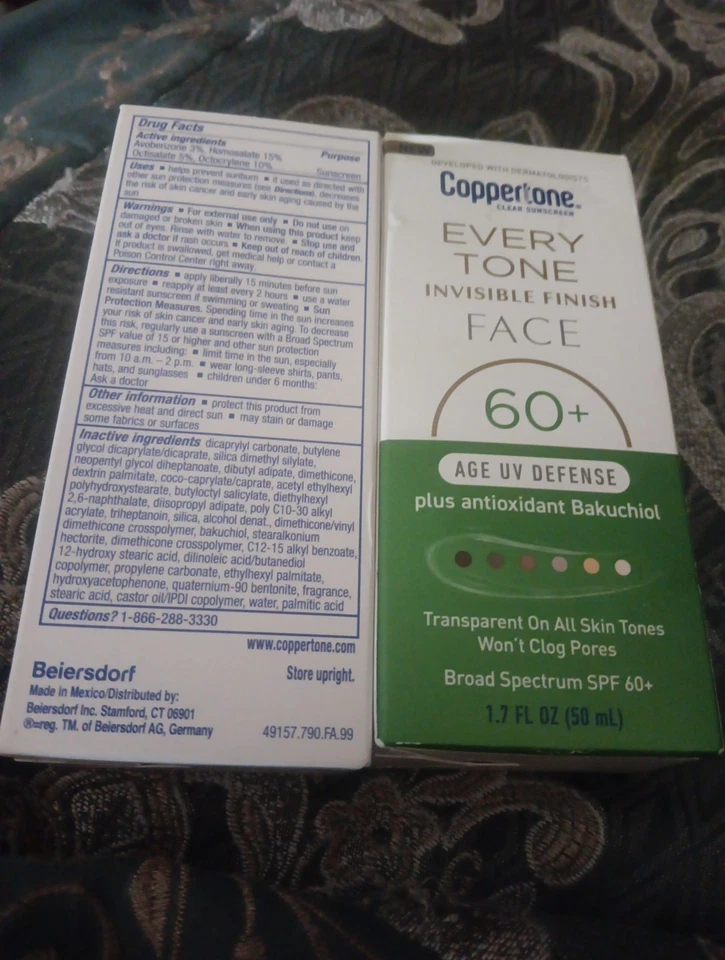 Drug Facts
Active ingredients
Purpose
Avobenzone 3%, Homosalate 15%
Octisalate 5%, Octocrylene 10%
Sunscreen
Uses ▪ helps prevent sunburn ▪ if used as directed with
other sun protection measures (see Directions), decreases
the risk of skin cancer and early skin aging caused by the
sun
Warnings ▪ For external use only ▪ Do not use on
damaged or broken skin ▪ When using this product keep
out of eyes. Rinse with water to remove. ▪ Stop use and
ask a doctor if rash occurs ▪ Keep out of reach of children.
If product is swallowed, get medical help or contact a
Poison Control Center right away.
Directions ▪ apply liberally 15 minutes before sun
exposure ▪ reapply at least every 2 hours ▪ use a water
resistant sunscreen if swimming or sweating ▪ Sun
Protection Measures. Spending time in the sun increases
your risk of skin cancer and early skin aging. To decrease
this risk, regularly use a sunscreen with a Broad Spectrum
SPF value of 15 or higher and other sun protection
measures including: ▪ limit time in the sun, especially
from 10 a.m. – 2 p.m. ▪ wear long-sleeve shirts, pants,
hats, and sunglasses ▪ children under 6 months:
Ask a doctor
Other information ▪ protect this product from
excessive heat and direct sun ▪ may stain or damage
some fabrics or surfaces
Inactive ingredients dicaprylyl carbonate, butylene
glycol dicaprylate/dicaprate, silica dimethyl silylate,
neopentyl glycol diheptanoate, dibutyl adipate, dimethicone,
dextrin palmitate, coco-caprylate/caprate, acetyl ethylhexyl
polyhydroxystearate, butyloctyl salicylate, diethylhexyl
2,6-naphthalate, diisopropyl adipate, poly C10-30 alkyl
acrylate, triheptanoin, silica, alcohol denat., dimethicone/vinyl
dimethicone crosspolymer, bakuchiol, stearalkonium
hectorite, dimethicone crosspolymer, C12-15 alkyl benzoate,
12-hydroxy stearic acid, dilinoleic acid/butanediol
copolymer, propylene carbonate, ethylhexyl palmitate,
hydroxyacetophenone, quaternium-90 bentonite, fragrance,
stearic acid, castor oil/IPDI copolymer, water, palmitic acid
Questions? 1-866-288-3330
www.coppertone.com
Beiersdorf
Store upright.
Made in Mexico/Distributed by:
Beiersdorf Inc. Stamford, CT 06901
®=reg. TM. of Beiersdorf AG, Germany
49157.790.FA.99
DEVELOPED WITH DERMATOLOGISTS
Coppertone
CLEAR SUNSCREEN
EVERY
TONE
INVISIBLE FINISH
FACE
60+
AGE UV DEFENSE
plus antioxidant Bakuchiol
Transparent On All Skin Tones
Won't Clog Pores
Broad Spectrum SPF 60+
1.7 FL OZ (50 mL)